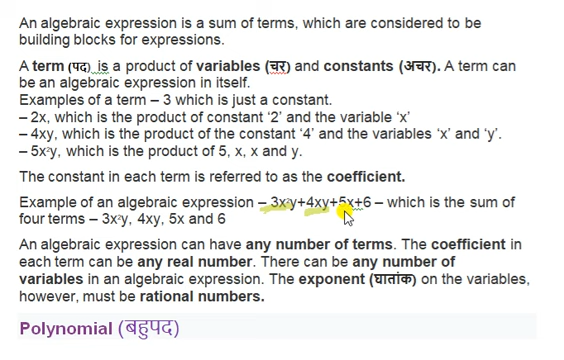 An algebraic expression is a sum of terms, which are considered to be
building blocks for expressions.
A term (पद) is a product of variables (चर) and constants (अचर). A term can
be an algebraic expression in itself.
Examples of a term – 3 which is just a constant.
– 2x, which is the product of constant ‘2’ and the variable ‘x’
– 4xy, which is the product of the constant ‘4’ and the variables ‘x’ and ‘y’.
– 5x²y, which is the product of 5, x, x and y.
The constant in each term is referred to as the coefficient.
Example of an algebraic expression – 3x²y+4xy+5x+6 – which is the sum of
four terms – 3x²y, 4xy, 5x and 6
An algebraic expression can have any number of terms. The coefficient in
each term can be any real number. There can be any number of
variables in an algebraic expression. The exponent (घातांक) on the variables,
however, must be rational numbers.
Polynomial (बहुपद)